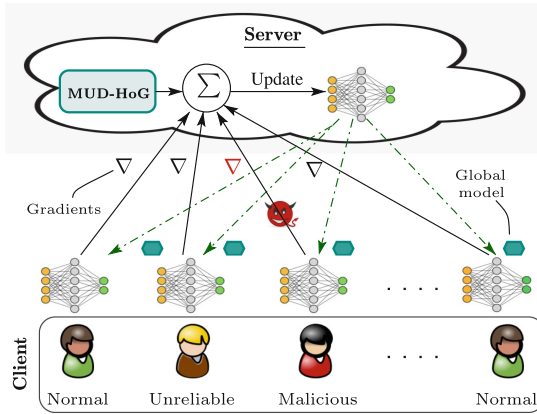 Server
MUD-HoG
Σ
Update
∇ ∇ ∇ ∇
Gradients
Global
model
. . . .
Client
. . . .
Normal Unreliable Malicious Normal